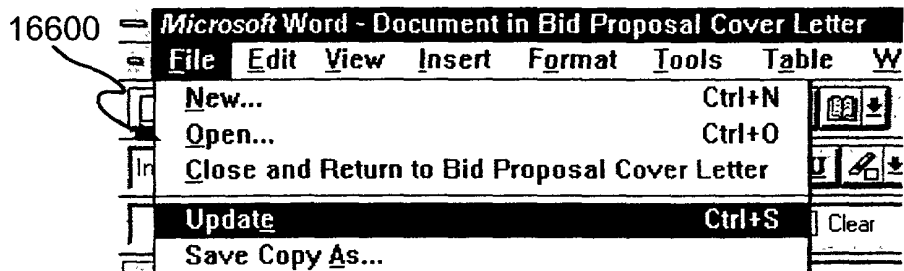 16600
Microsoft Word - Document in Bid Proposal Cover Letter
File Edit View Insert Format Tools Table W
New... Ctrl+N
Open... Ctrl+O
In
Close and Return to Bid Proposal Cover Letter U
Update Ctrl+S Clear
Save Copy As...